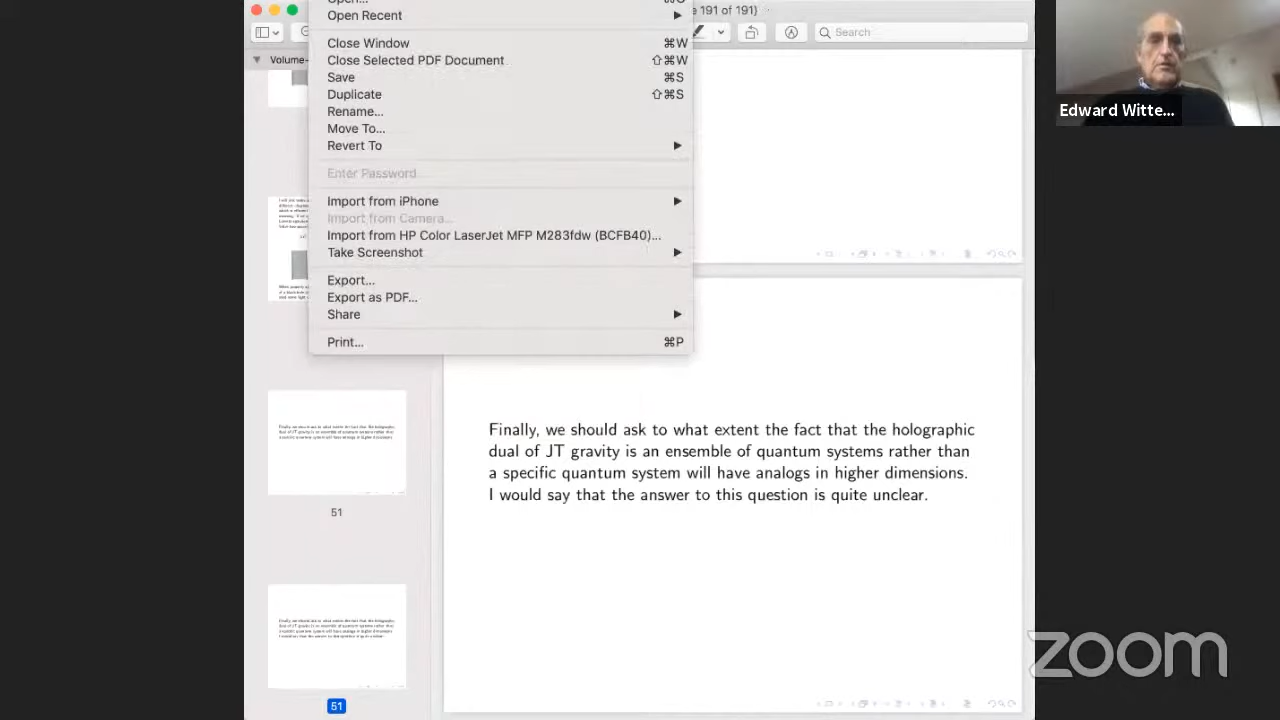 Open...
Open Recent
e 191 of 191)
Search
Volume-
Close Window ⌘W
Close Selected PDF Document ⇧⌘W
Save ⌘S
Duplicate ⇧⌘S
Rename...
Move To...
Revert To
Enter Password
Import from iPhone
Import from Camera...
Import from HP Color LaserJet MFP M283fdw (BCFB40)...
Take Screenshot
Export...
Export as PDF...
Share
Print... ⌘P
Edward Witte...
Finally, we should ask to what extent the fact that the holographic
dual of JT gravity is an ensemble of quantum systems rather than
a specific quantum system will have analogs in higher dimensions.
I would say that the answer to this question is quite unclear.
51
51
zoom